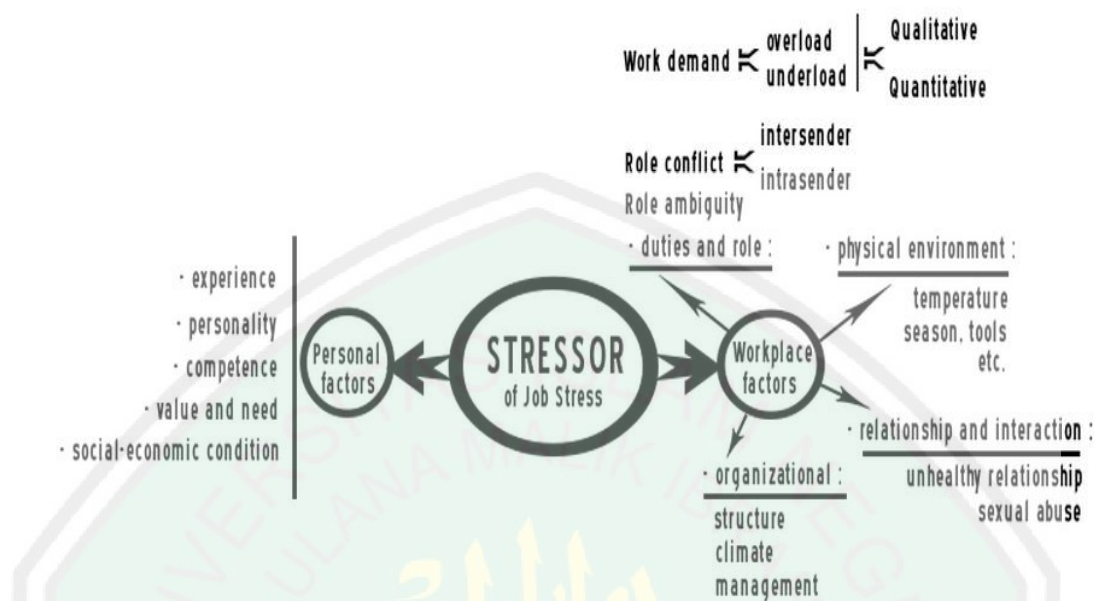 Work demand
overload
underload
Qualitative
Quantitative
Role conflict
intersender
intrasender
Role ambiguity
· duties and role :
· physical environment :
temperature
season, tools
etc.
· experience
· personality
· competence
· value and need
· social-economic condition
Personal
factors
STRESSOR
of Job Stress
Workplace
factors
· relationship and interaction :
unhealthy relationship
sexual abuse
· organizational :
structure
climate
management